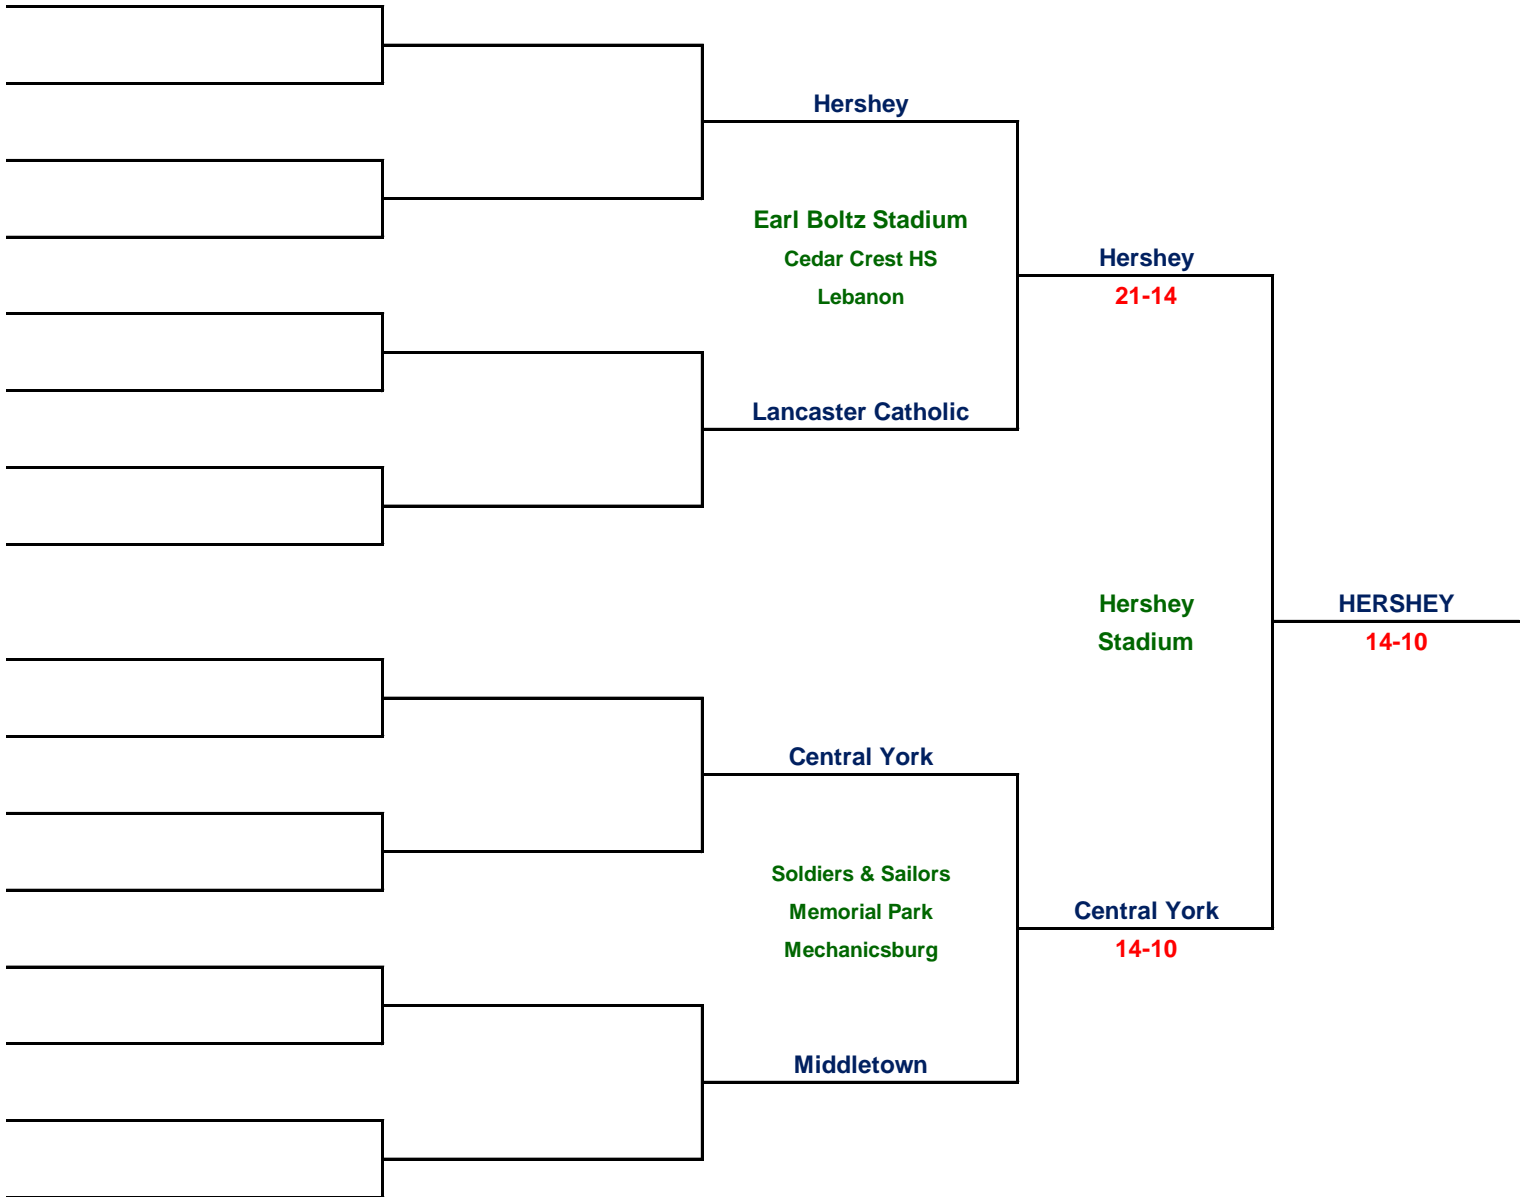 Hershey
Earl Boltz Stadium
Cedar Crest HS
Lebanon
Hershey
21-14
Lancaster Catholic
Hershey
Stadium
HERSHEY
14-10
Central York
Soldiers & Sailors
Memorial Park
Mechanicsburg
Central York
14-10
Middletown